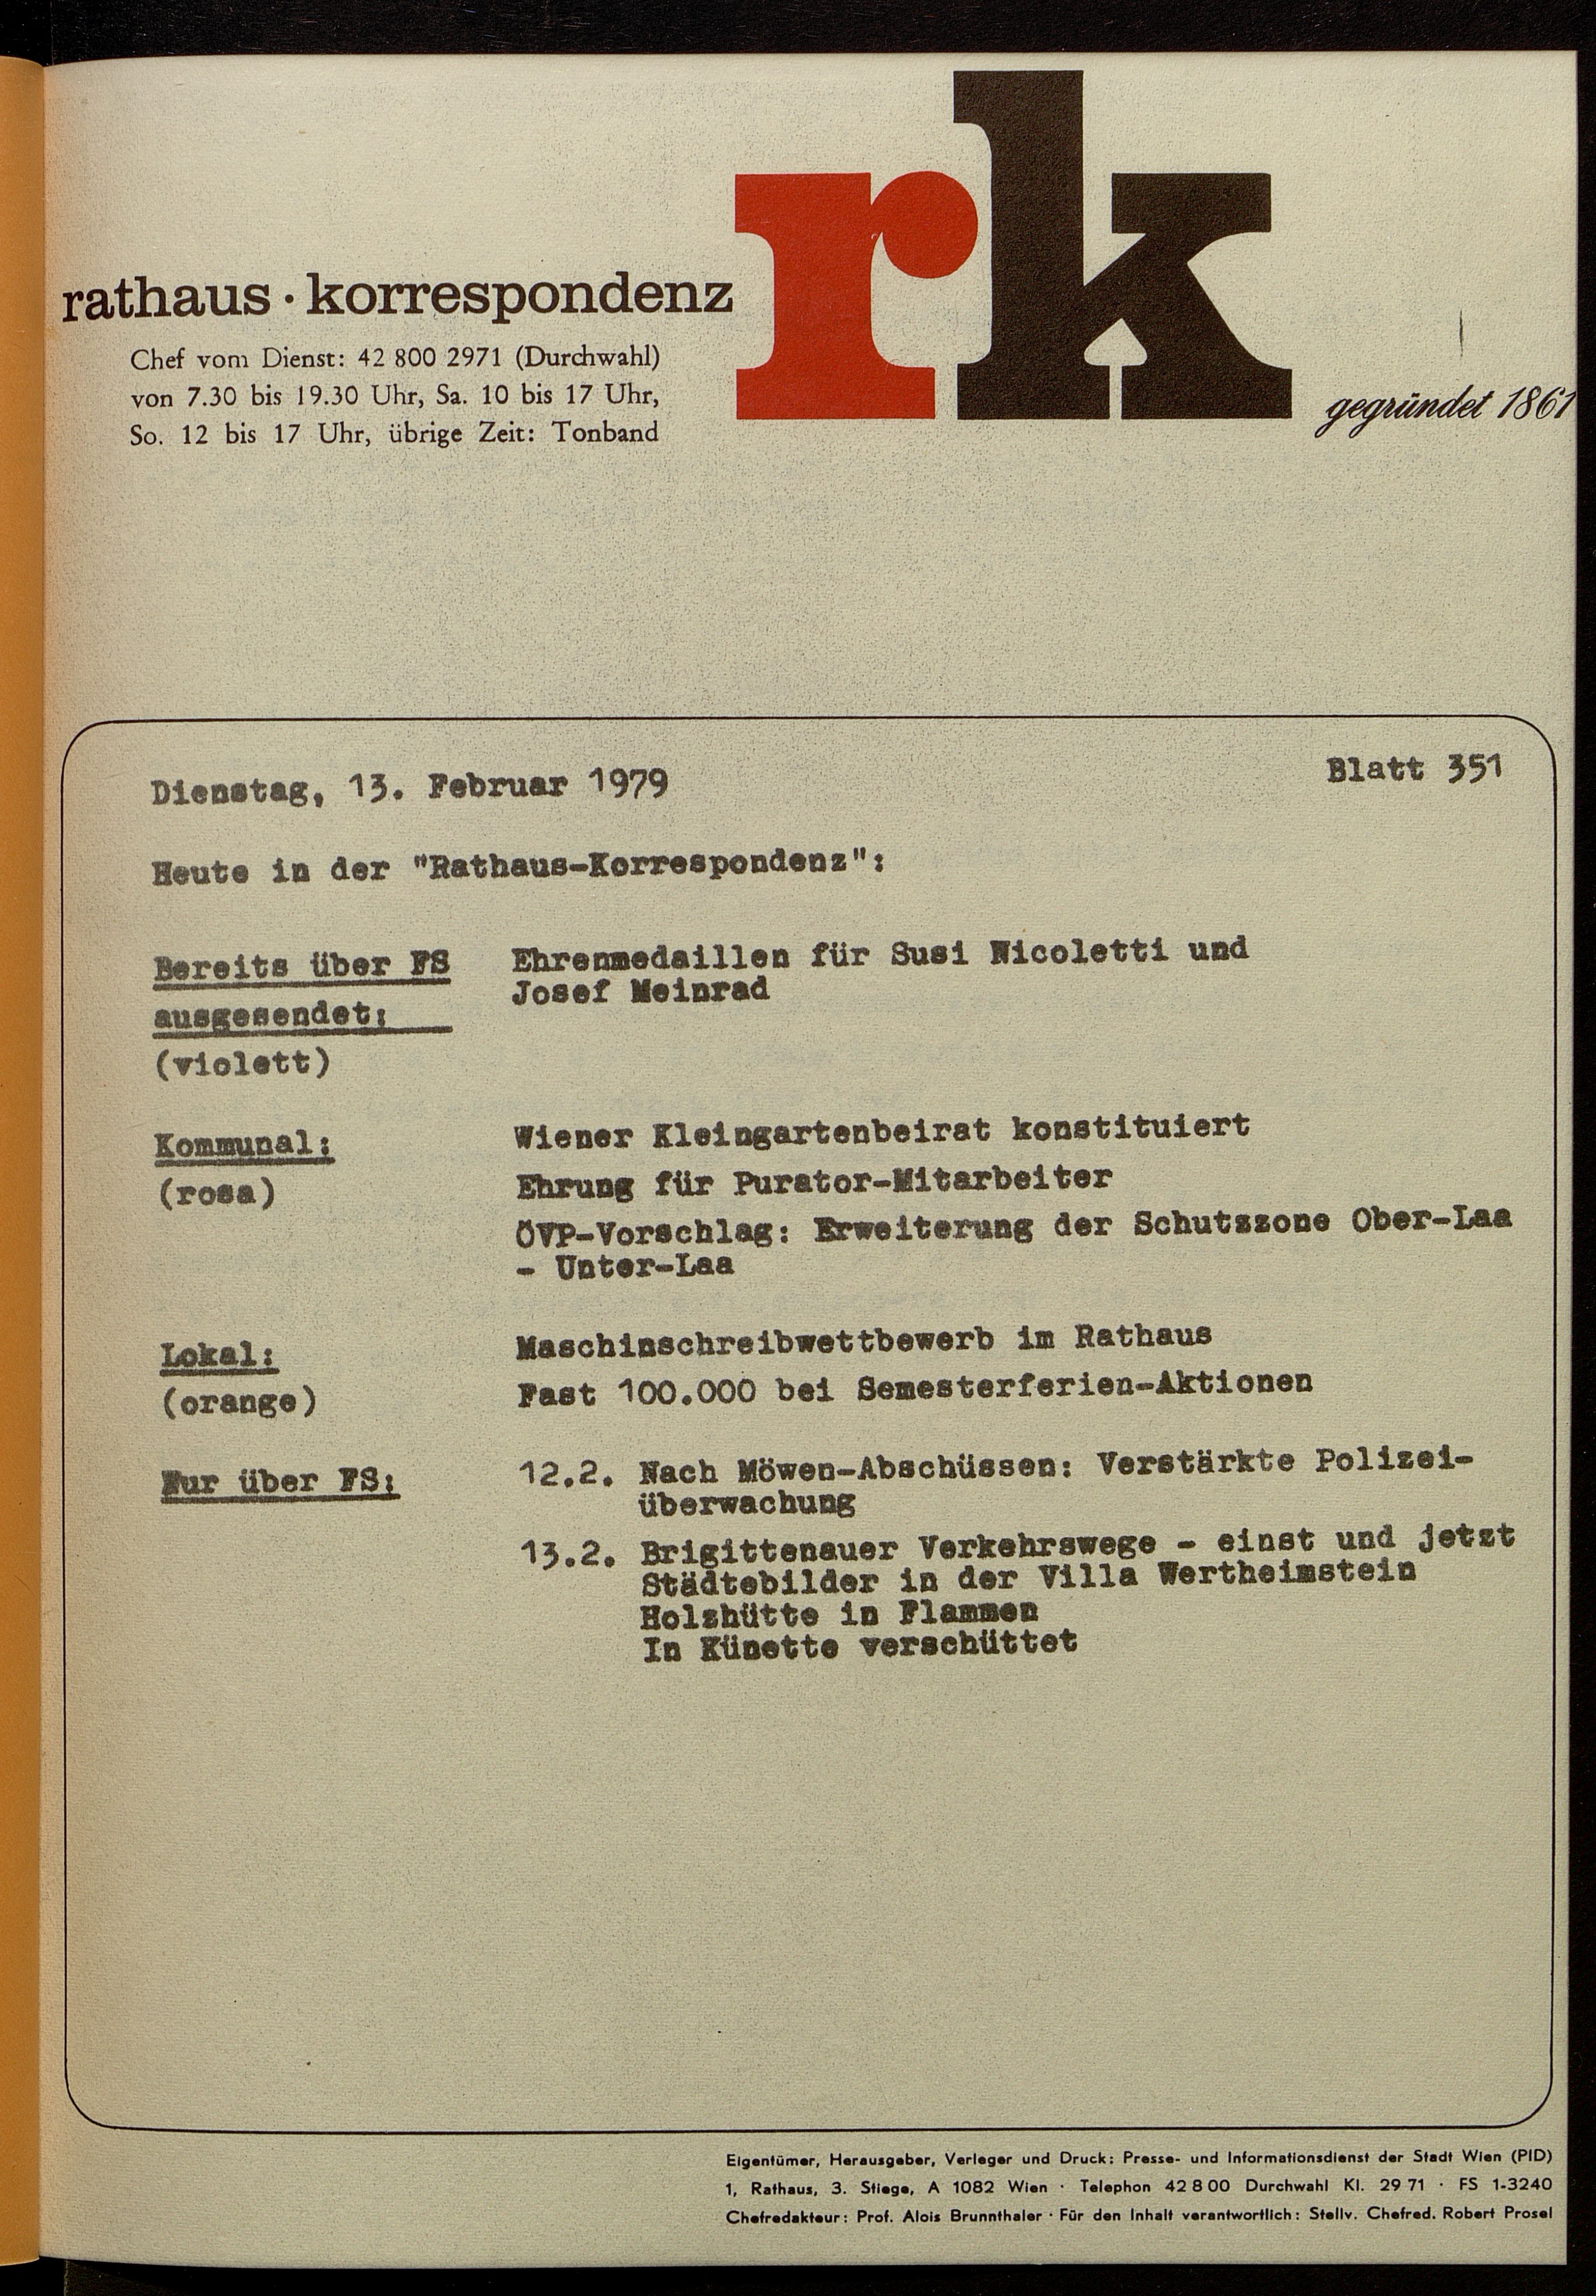 rk
rathaus · korrespondenz
Chef vom Dienst: 42 800 2971 (Durchwahl)
von 7.30 bis 19.30 Uhr, Sa. 10 bis 17 Uhr,
So. 12 bis 17 Uhr, übrige Zeit: Tonband
gegründet 1861
Dienstag, 13. Februar 1979
Blatt 351
Heute in der "Rathaus-Korrespondenz":
Bereits über FS
ausgesendet:
(violett)
Ehrenmedaillen für Susi Nicoletti und
Josef Meinrad
Kommunal:
(rosa)
Wiener Kleingartenbeirat konstituiert
Ehrung für Purator-Mitarbeiter
ÖVP-Vorschlag: Erweiterung der Schutzzone Ober-Laa
- Unter-Laa
Lokal:
(orange)
Maschinschreibwettbewerb im Rathaus
Fast 100.000 bei Semesterferien-Aktionen
Nur über FS:
12.2. Nach Möwen-Abschüssen: Verstärkte Polizei-
überwachung
13.2. Brigittenauer Verkehrswege - einst und jetzt
Städtebilder in der Villa Wertheimstein
Holzhütte in Flammen
In Künette verschüttet
Eigentümer, Herausgeber, Verleger und Druck: Presse- und Informationsdienst der Stadt Wien (PID)
1, Rathaus, 3. Stiege, A 1082 Wien · Telephon 42 8 00 Durchwahl Kl. 29 71 · FS 1-3240
Chefredakteur: Prof. Alois Brunnthaler · Für den Inhalt verantwortlich: Stellv. Chefred. Robert Prosel